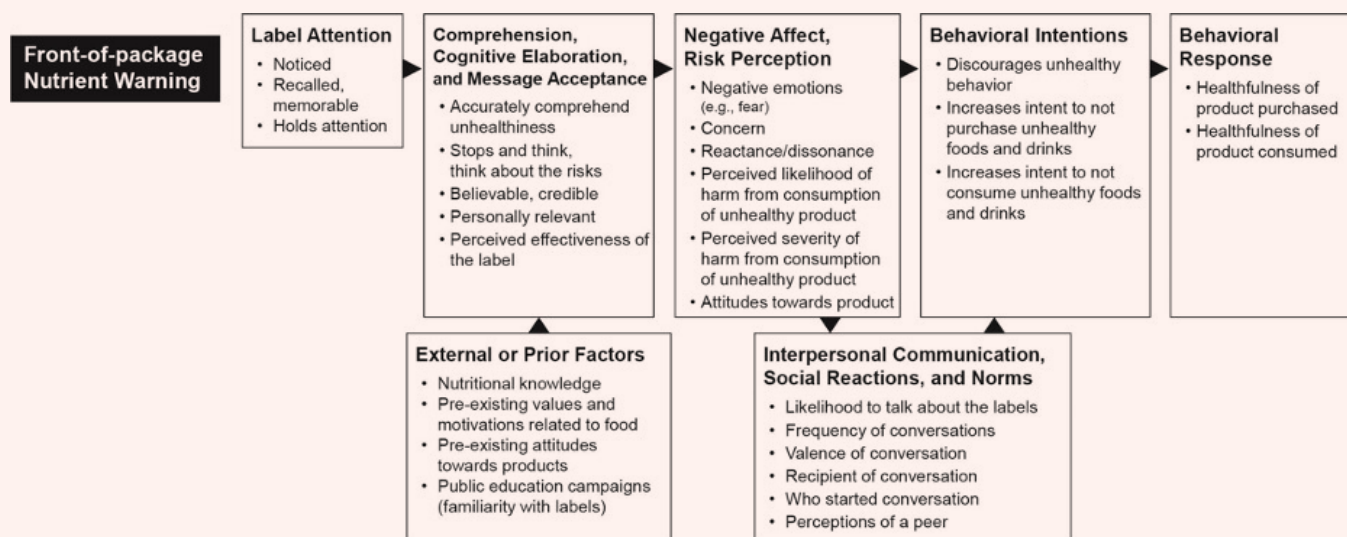 Front-of-package
Nutrient Warning
Label Attention
• Noticed
• Recalled,
memorable
• Holds attention
Comprehension,
Cognitive Elaboration,
and Message Acceptance
• Accurately comprehend
unhealthiness
• Stops and think,
think about the risks
• Believable, credible
• Personally relevant
• Perceived effectiveness of
the label
Negative Affect,
Risk Perception
• Negative emotions
(e.g., fear)
• Concern
• Reactance/dissonance
• Perceived likelihood of
harm from consumption
of unhealthy product
• Perceived severity of
harm from consumption
of unhealthy product
• Attitudes towards product
Behavioral Intentions
• Discourages unhealthy
behavior
• Increases intent to not
purchase unhealthy
foods and drinks
• Increases intent to not
consume unhealthy foods
and drinks
Behavioral
Response
• Healthfulness of
product purchased
• Healthfulness of
product consumed
External or Prior Factors
• Nutritional knowledge
• Pre-existing values and
motivations related to food
• Pre-existing attitudes
towards products
• Public education campaigns
(familiarity with labels)
Interpersonal Communication,
Social Reactions, and Norms
• Likelihood to talk about the labels
• Frequency of conversations
• Valence of conversation
• Recipient of conversation
• Who started conversation
• Perceptions of a peer